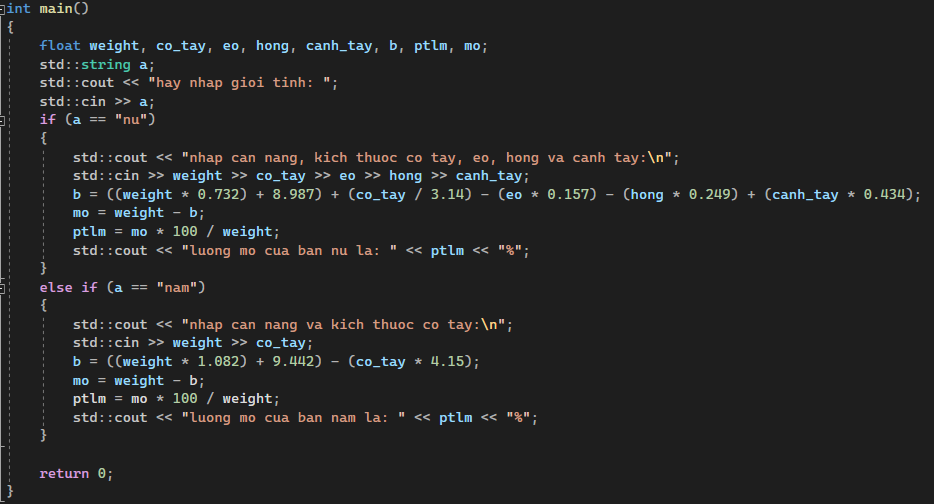 int main()
{
    float weight, co_tay, eo, hong, canh_tay, b, ptlm, mo;
    std::string a;
    std::cout << "hay nhap gioi tinh: ";
    std::cin >> a;
    if (a == "nu")
    {
        std::cout << "nhap can nang, kich thuoc co tay, eo, hong va canh tay:\n";
        std::cin >> weight >> co_tay >> eo >> hong >> canh_tay;
        b = ((weight * 0.732) + 8.987) + (co_tay / 3.14) - (eo * 0.157) - (hong * 0.249) + (canh_tay * 0.434);
        mo = weight - b;
        ptlm = mo * 100 / weight;
        std::cout << "luong mo cua ban nu la: " << ptlm << "%";
    }
    else if (a == "nam")
    {
        std::cout << "nhap can nang va kich thuoc co tay:\n";
        std::cin >> weight >> co_tay;
        b = ((weight * 1.082) + 9.442) - (co_tay * 4.15);
        mo = weight - b;
        ptlm = mo * 100 / weight;
        std::cout << "luong mo cua ban nam la: " << ptlm << "%";
    }

    return 0;
}